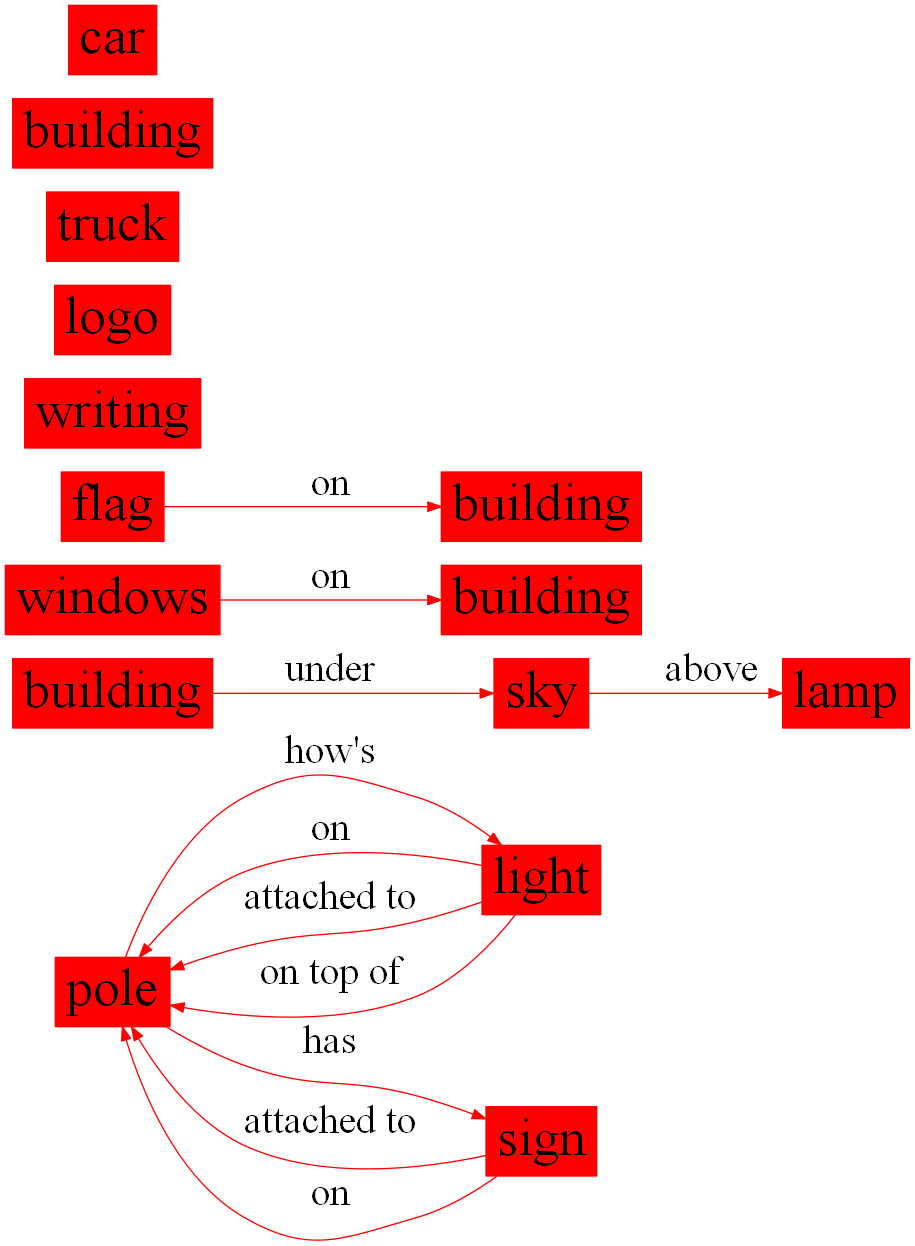 car
building
truck
logo
writing
flag on building
windows on building
building under sky above lamp
how's
on
light
attached to
pole
on top of
has
attached to
sign
on